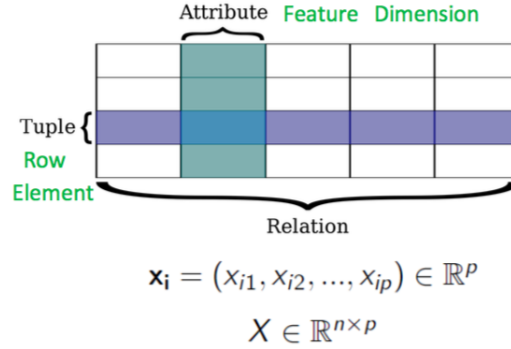 Attribute Feature Dimension
Tuple
Row
Element
Relation
𝐱ᵢ = (xᵢ₁, xᵢ₂, ..., xᵢₚ) ∈ ℝᵖ
X ∈ ℝⁿˣᵖ